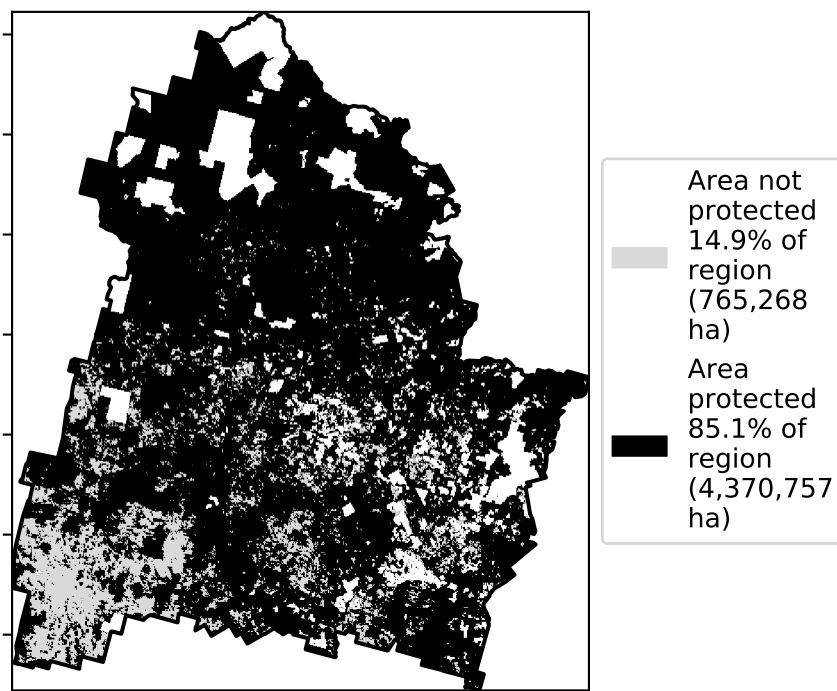 Area not
protected
14.9% of
region
(765,268
ha)
Area
protected
85.1% of
region
(4,370,757
ha)